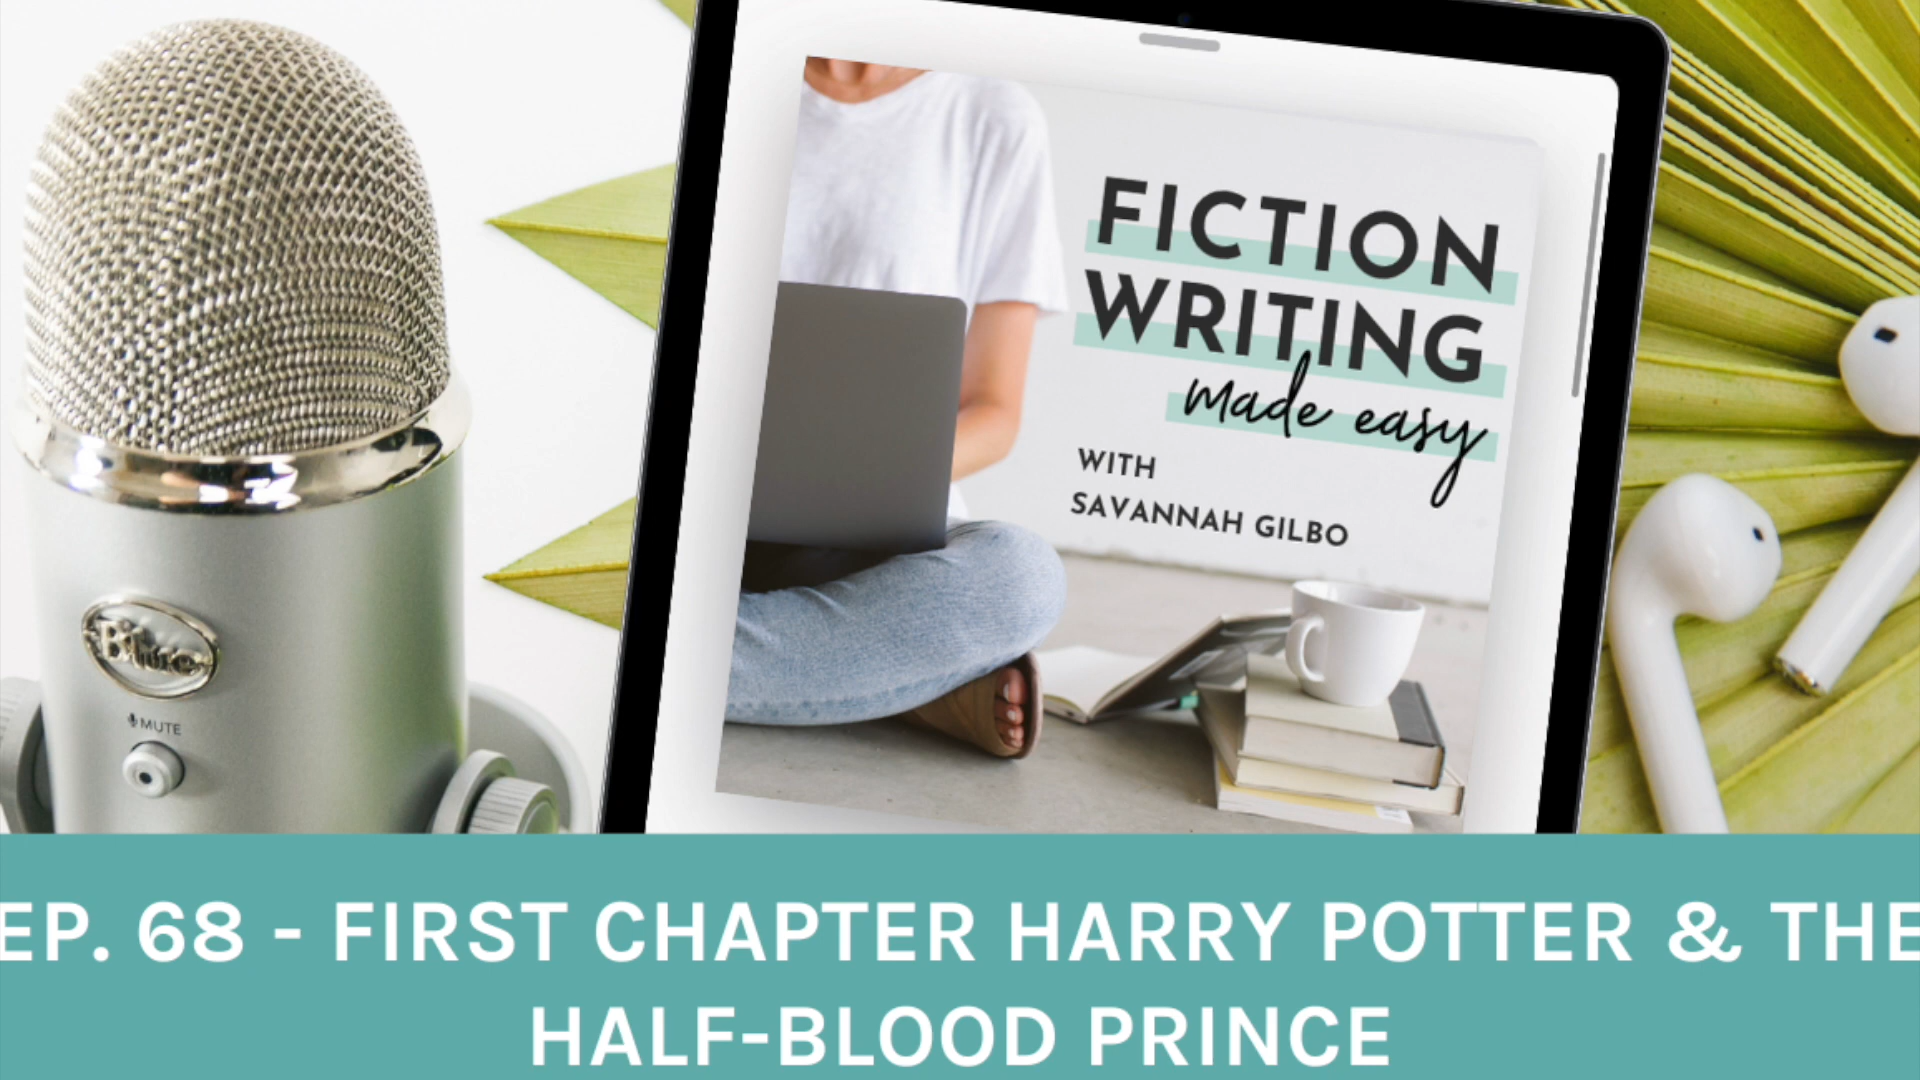 FICTION
WRITING
made easy
WITH
SAVANNAH GILBO
Blue
MUTE
EP. 68 - FIRST CHAPTER HARRY POTTER & THE
HALF-BLOOD PRINCE